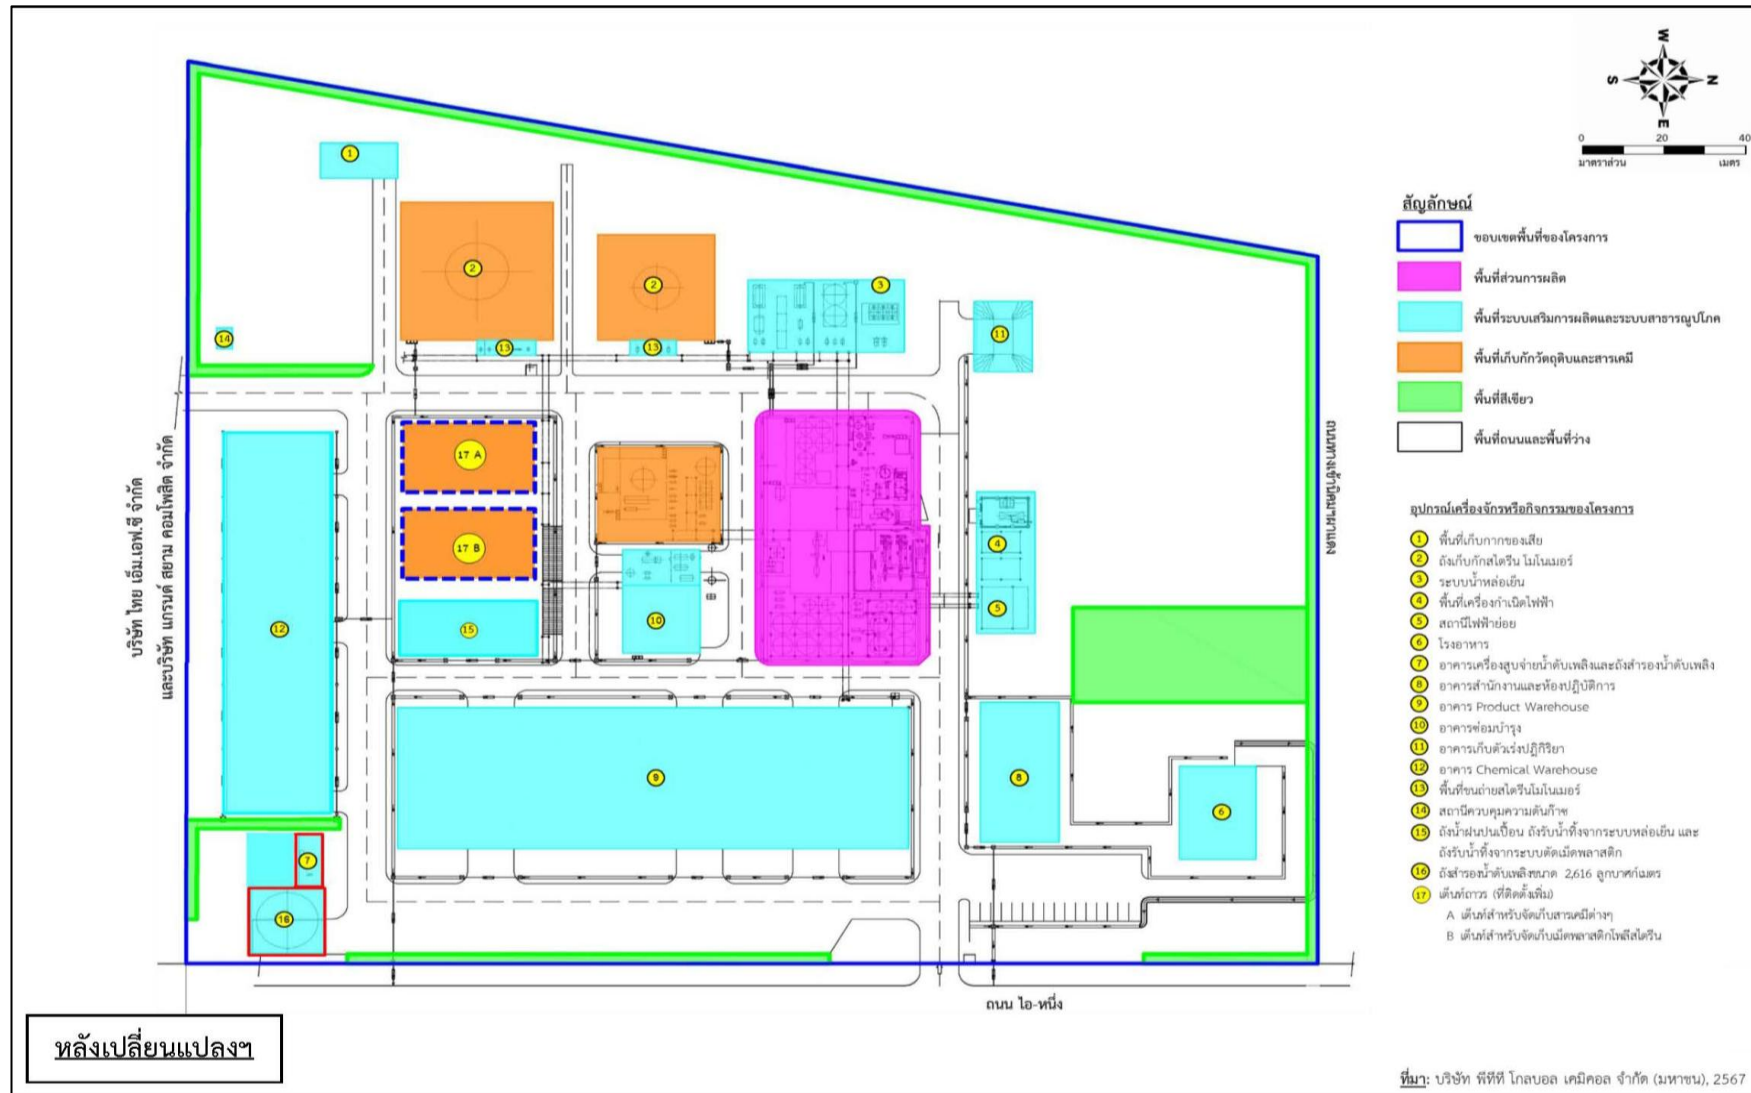 W
S
N
E
0 20 40
มาตราส่วน เมตร
สัญลักษณ์
ขอบเขตพื้นที่ของโครงการ
พื้นที่ส่วนการผลิต
พื้นที่ระบบเสริมการผลิตและระบบสาธารณูปโภค
พื้นที่เก็บกักวัตถุดิบและสารเคมี
พื้นที่สีเขียว
พื้นที่ถนนและพื้นที่ว่าง
อุปกรณ์เครื่องจักรหรือกิจกรรมของโครงการ
1 พื้นที่เก็บกากของเสีย
2 ถังเก็บกักสไตรีน โมโนเมอร์
3 ระบบน้ำหล่อเย็น
4 พื้นที่เครื่องกำเนิดไฟฟ้า
5 สถานีไฟฟ้าย่อย
6 โรงอาหาร
7 อาคารเครื่องสูบจ่ายน้ำดับเพลิงและถังสำรองน้ำดับเพลิง
8 อาคารสำนักงานและห้องปฏิบัติการ
9 อาคาร Product Warehouse
10 อาคารซ่อมบำรุง
11 อาคารเก็บตัวเร่งปฏิกิริยา
12 อาคาร Chemical Warehouse
13 พื้นที่ขนถ่ายสไตรีนโมโนเมอร์
14 สถานีควบคุมความดันก๊าซ
15 ถังน้ำฝนปนเปื้อน ถังรับน้ำทิ้งจากระบบหล่อเย็น และ
ถังรับน้ำทิ้งจากระบบตัดเม็ดพลาสติก
16 ถังสำรองน้ำดับเพลิงขนาด 2,616 ลูกบาศก์เมตร
17 เต็นท์ถาวร (ที่ติดตั้งเพิ่ม)
A เต็นท์สำหรับจัดเก็บสารเคมีต่างๆ
B เต็นท์สำหรับจัดเก็บเม็ดพลาสติกโพลีสไตรีน
1
2
2
3
11
14
13
13
17 A
17 B
4
5
12
15
10
9
8
6
7
16
บริษัท ไทย เอ็ม.เอฟ.ซี จำกัด
และบริษัท แกรนด์ สยาม คอมโพสิต จำกัด
ถนน ไอ-หนึ่ง
หลังเปลี่ยนแปลงฯ
ที่มา: บริษัท พีทีที โกลบอล เคมิคอล จำกัด (มหาชน), 2567